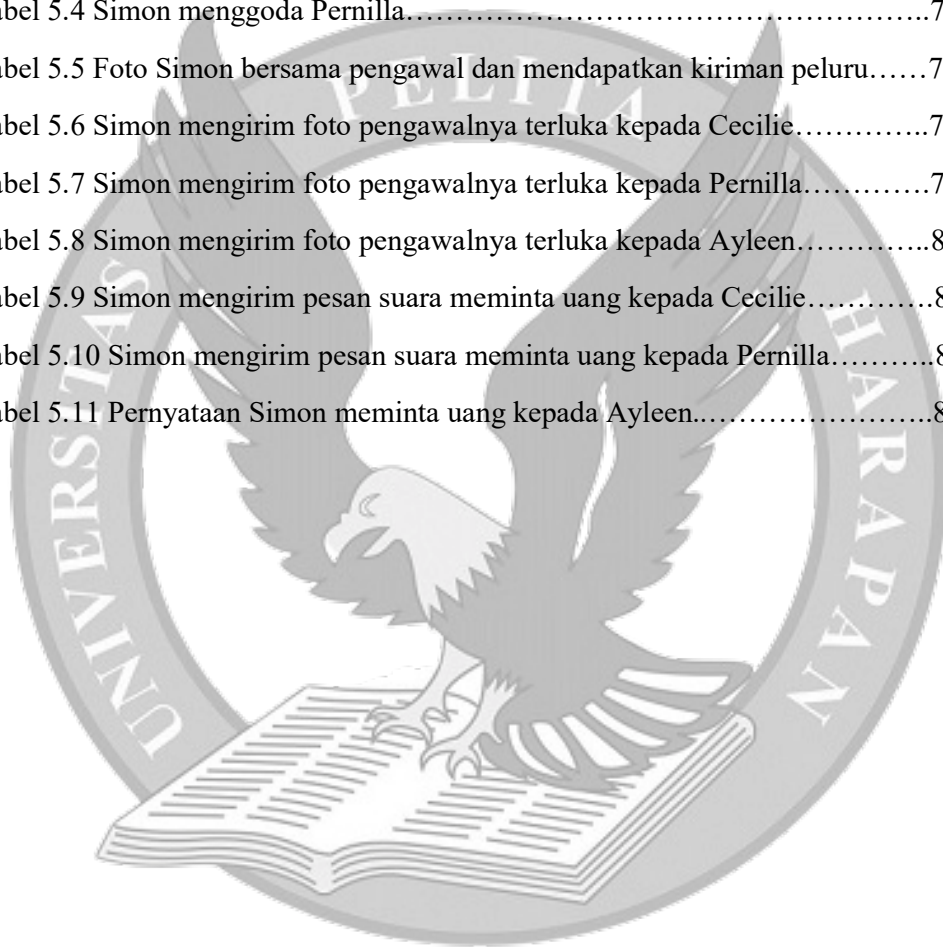 abel 5.4 Simon menggoda Pernilla……………………………………………..7
abel 5.5 Foto Simon bersama pengawal dan mendapatkan kiriman peluru……7
abel 5.6 Simon mengirim foto pengawalnya terluka kepada Cecilie…………..7
abel 5.7 Simon mengirim foto pengawalnya terluka kepada Pernilla………….7
abel 5.8 Simon mengirim foto pengawalnya terluka kepada Ayleen…………..8
abel 5.9 Simon mengirim pesan suara meminta uang kepada Cecilie………….8
abel 5.10 Simon mengirim pesan suara meminta uang kepada Pernilla………..8
abel 5.11 Pernyataan Simon meminta uang kepada Ayleen..…………………..8
UNIVERSITAS PELITA HARAPAN